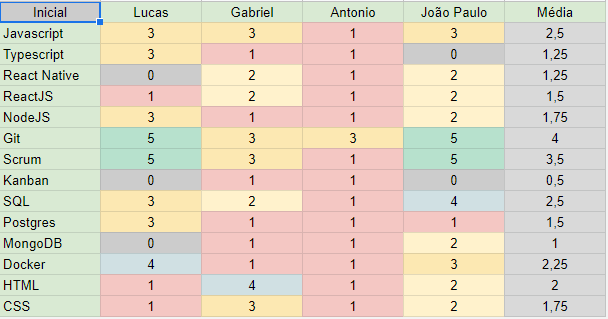 Inicial Lucas Gabriel Antonio João Paulo Média
Javascript 3 3 1 3 2,5
Typescript 3 1 1 0 1,25
React Native 0 2 1 2 1,25
ReactJS 1 2 1 2 1,5
NodeJS 3 1 1 2 1,75
Git 5 3 3 5 4
Scrum 5 3 1 5 3,5
Kanban 0 1 1 0 0,5
SQL 3 2 1 4 2,5
Postgres 3 1 1 1 1,5
MongoDB 0 1 1 2 1
Docker 4 1 1 3 2,25
HTML 1 4 1 2 2
CSS 1 3 1 2 1,75